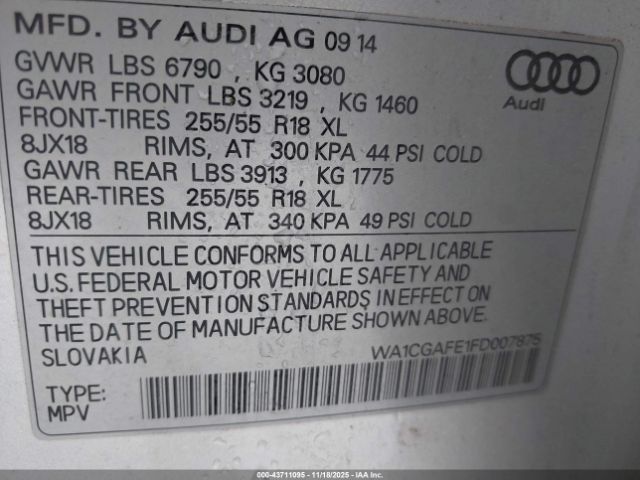 MFD. BY AUDI AG 09 14
GVWR LBS 6790 , KG 3080
GAWR FRONT LBS 3219 , KG 1460
FRONT-TIRES 255/55 R18 XL
8JX18 RIMS, AT 300 KPA 44 PSI COLD
GAWR REAR LBS 3913 , KG 1775
REAR-TIRES 255/55 R18 XL
8JX18 RIMS, AT 340 KPA 49 PSI COLD
Audi
THIS VEHICLE CONFORMS TO ALL APPLICABLE
U.S. FEDERAL MOTOR VEHICLE SAFETY AND
THEFT PREVENTION STANDARDS IN EFFECT ON
THE DATE OF MANUFACTURE SHOWN ABOVE.
SLOVAKIA WA1CGAFE1FD007875
TYPE:
MPV
000-43711095 - 11/18/2025 - IAA 14